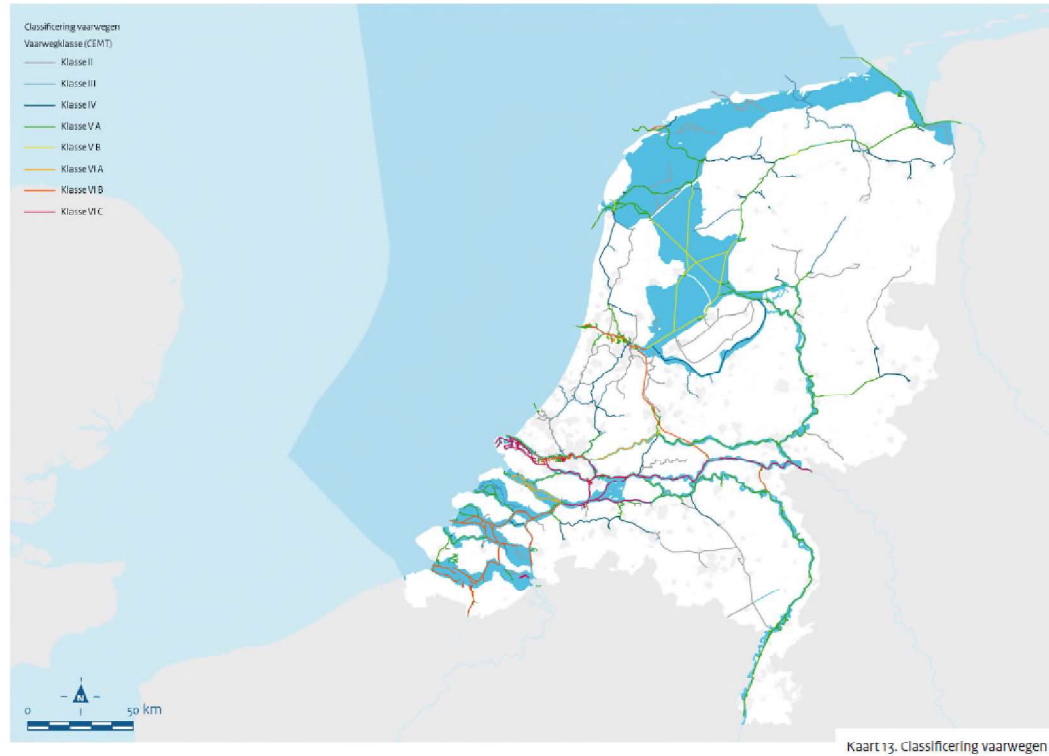 Classificering vaarwegen
Vaarwegklasse (CEMT)
Klasse II
Klasse III
Klasse IV
Klasse V A
Klasse V B
Klasse VI A
Klasse VI B
Klasse VI C
N
0 50 km
Kaart 13. Classificering vaarwegen